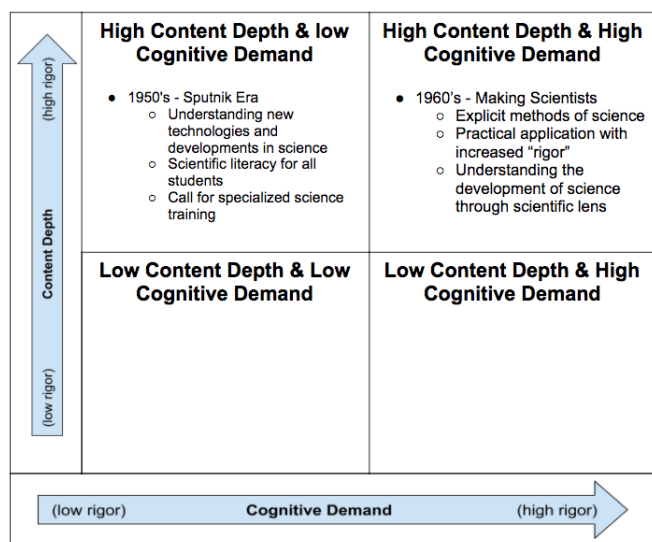 High Content Depth & low
Cognitive Demand
● 1950's - Sputnik Era
○ Understanding new
technologies and
developments in science
○ Scientific literacy for all
students
○ Call for specialized science
training
High Content Depth & High
Cognitive Demand
● 1960’s - Making Scientists
○ Explicit methods of science
○ Practical application with
increased “rigor”
○ Understanding the
development of science
through scientific lens
Low Content Depth & Low
Cognitive Demand
Low Content Depth & High
Cognitive Demand
(high rigor)
Content Depth
(low rigor)
(low rigor) Cognitive Demand (high rigor)